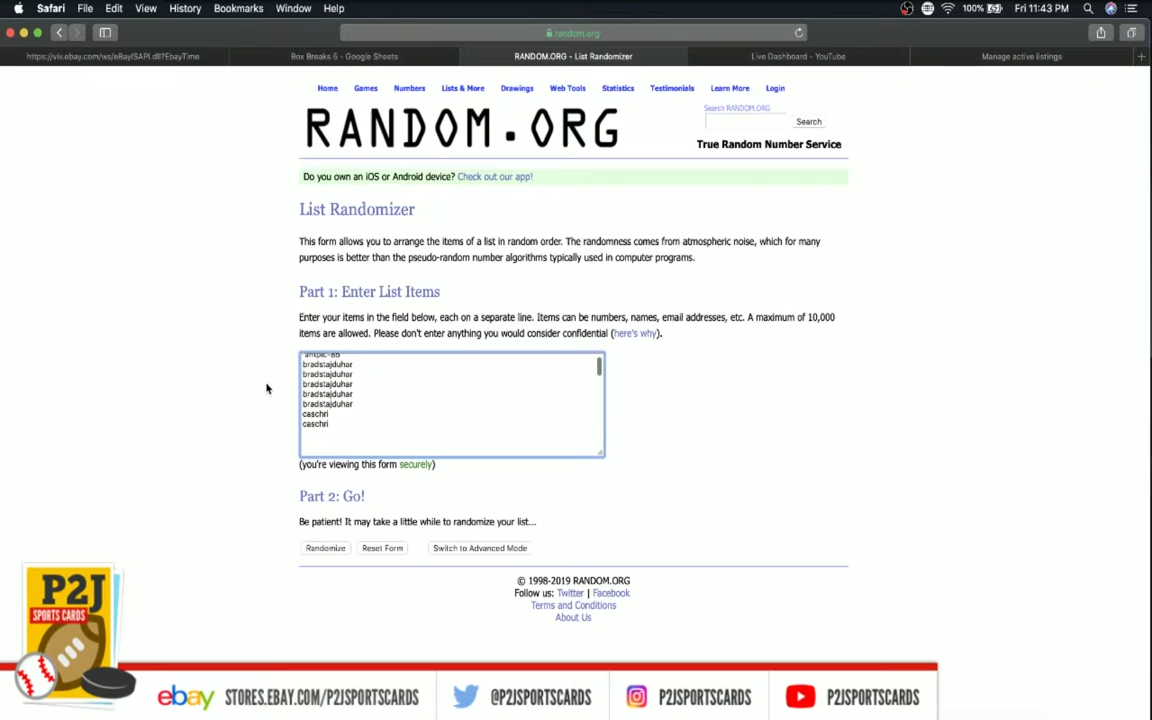 Safari File Edit View History Bookmarks Window Help 100% Fri 11:43 PM
random.org
https://viv.ebay.com/ws/eBayISAPI.dll?EbayTime Box Breaks 6 - Google Sheets RANDOM.ORG - List Randomizer Live Dashboard - YouTube Manage active listings
Home Games Numbers Lists & More Drawings Web Tools Statistics Testimonials Learn More Login
Search RANDOM.ORG
Search
RANDOM.ORG
True Random Number Service
Do you own an iOS or Android device? Check out our app!
List Randomizer
This form allows you to arrange the items of a list in random order. The randomness comes from atmospheric noise, which for many
purposes is better than the pseudo-random number algorithms typically used in computer programs.
Part 1: Enter List Items
Enter your items in the field below, each on a separate line. Items can be numbers, names, email addresses, etc. A maximum of 10,000
items are allowed. Please don't enter anything you would consider confidential (here's why).
bradstajduhar
bradstajduhar
bradstajduhar
bradstajduhar
bradstajduhar
caschri
caschri
(you're viewing this form securely)
Part 2: Go!
Be patient! It may take a little while to randomize your list...
Randomize Reset Form Switch to Advanced Mode
© 1998-2019 RANDOM.ORG
Follow us: Twitter | Facebook
Terms and Conditions
About Us
P2J
SPORTS CARDS
ebay STORES.EBAY.COM/P2JSPORTSCARDS @P2JSPORTSCARDS P2JSPORTSCARDS P2JSPORTSCARDS